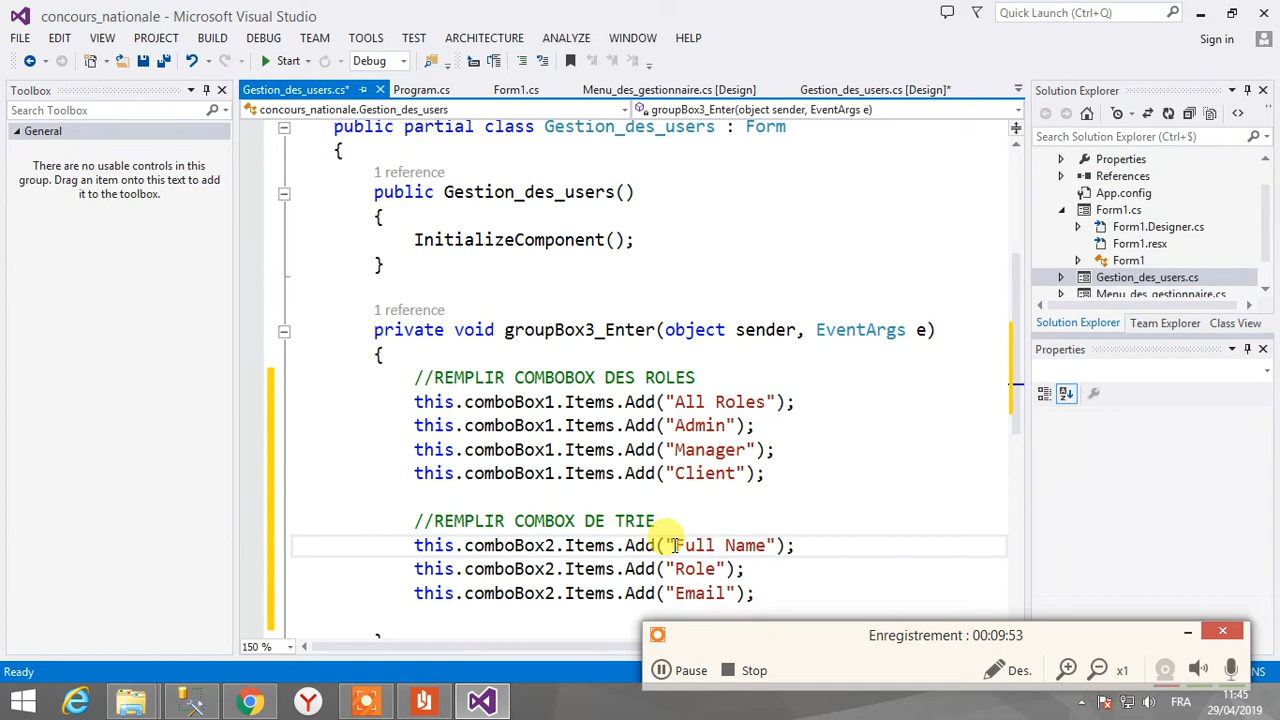 concours_nationale - Microsoft Visual Studio
Quick Launch (Ctrl+Q)
FILE EDIT VIEW PROJECT BUILD DEBUG TEAM TOOLS TEST ARCHITECTURE ANALYZE WINDOW HELP
Sign in
Start Debug
Toolbox
Search Toolbox
General
There are no usable controls in this
group. Drag an item onto this text to add
it to the toolbox.
Gestion_des_users.cs* Program.cs Form1.cs Menu_des_gestionnaire.cs [Design] Gestion_des_users.cs [Design]*
concours_nationale.Gestion_des_users groupBox3_Enter(object sender, EventArgs e)
public partial class Gestion_des_users : Form
{
1 reference
public Gestion_des_users()
{
InitializeComponent();
}
1 reference
private void groupBox3_Enter(object sender, EventArgs e)
{
//REMPLIR COMBOBOX DES ROLES
this.comboBox1.Items.Add("All Roles");
this.comboBox1.Items.Add("Admin");
this.comboBox1.Items.Add("Manager");
this.comboBox1.Items.Add("Client");
//REMPLIR COMBOX DE TRIE
this.comboBox2.Items.Add("Full Name");
this.comboBox2.Items.Add("Role");
this.comboBox2.Items.Add("Email");
150 %
Solution Explorer
Search Solution Explorer (Ctrl+$)
Properties
References
App.config
Form1.cs
Form1.Designer.cs
Form1.resx
Form1
Gestion_des_users.cs
Menu_des_gestionnaire.cs
Solution Explorer Team Explorer Class View
Properties
Enregistrement : 00:09:53
Pause Stop Des. x1
Ready
NS
FRA
11:45
29/04/2019